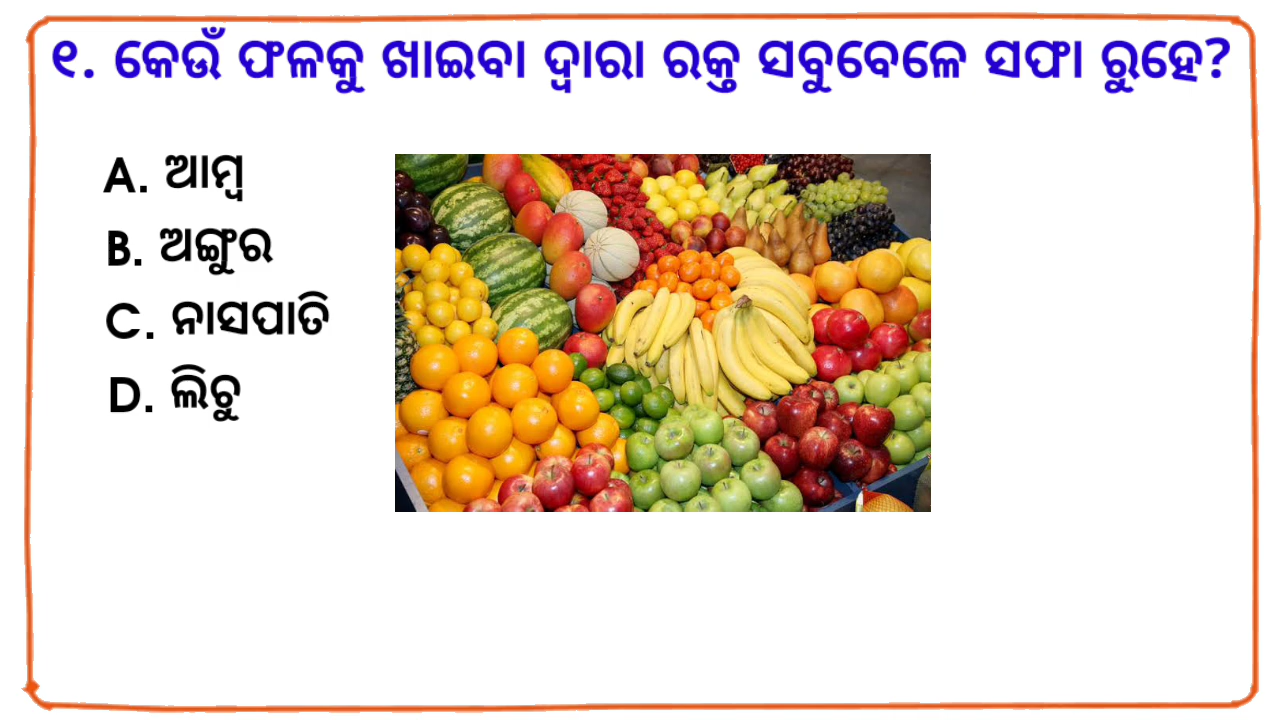 ୧. କେଉଁ ଫଳକୁ ଖାଇବା ଦ୍ୱାରା ରକ୍ତ ସବୁବେଳେ ସଫା ରୁହେ?
A. ଆମ୍ବ
B. ଅଙ୍ଗୁର
C. ନାସପାତି
D. ଲିଚୁ